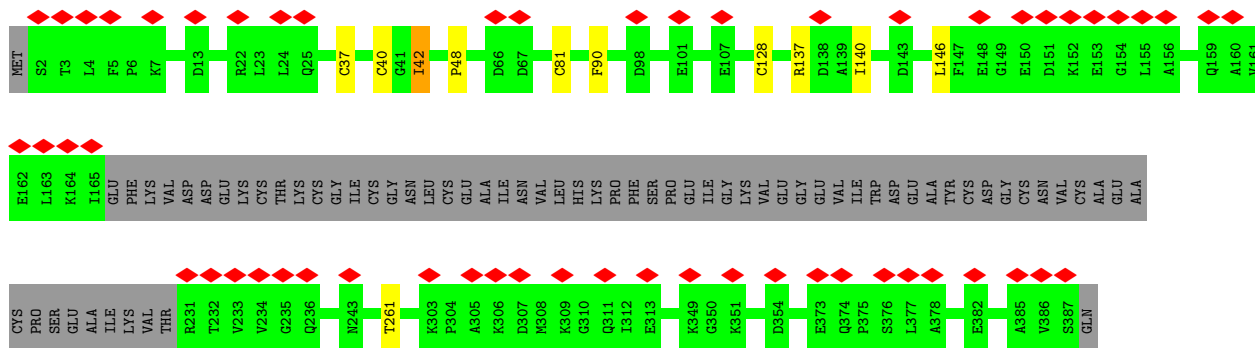 MET S2 T3 L4 F5 P6 K7 D13 R22 L23 L24 Q25 C37 C40 G41 I42 P48 D66 D67 C81 F90 D98 E101 E107 C128 R137 D138 A139 I140 D143 L146 F147 E148 G149 E150 D151 K152 E153 G154 L155 A156 Q159 A160 V161
E162 L163 K164 I165 GLU PHE LYS VAL ASP ASP GLU LYS CYS THR LYS CYS GLY ILE CYS GLY ASN LEU CYS GLU ALA ILE ASN VAL LEU HIS LYS PRO PHE SER PRO GLU ILE GLY LYS VAL GLU GLY GLU VAL ILE TRP ASP GLU ALA TYR CYS ASP GLY CYS ASN VAL CYS ALA GLU ALA
CYS PRO SER GLU ALA ILE LYS VAL THR R231 T232 V233 V234 G235 Q236 N243 T261 K303 P304 A305 K306 D307 M308 K309 G310 Q311 I312 E313 K349 G350 K351 D354 E373 Q374 P375 S376 L377 A378 E382 A385 V386 S387 GLN